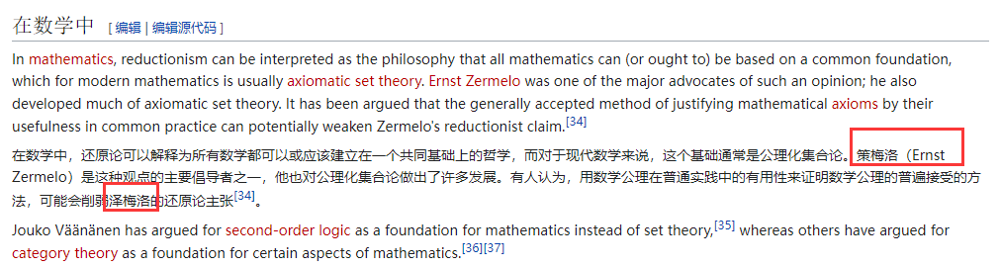 在数学中 [ 编辑 | 编辑源代码 ]
In mathematics, reductionism can be interpreted as the philosophy that all mathematics can (or ought to) be based on a common foundation,
which for modern mathematics is usually axiomatic set theory. Ernst Zermelo was one of the major advocates of such an opinion; he also
developed much of axiomatic set theory. It has been argued that the generally accepted method of justifying mathematical axioms by their
usefulness in common practice can potentially weaken Zermelo's reductionist claim.[34]
在数学中，还原论可以解释为所有数学都可以或应该建立在一个共同基础上的哲学，而对于现代数学来说，这个基础通常是公理化集合论。策梅洛（Ernst
Zermelo）是这种观点的主要倡导者之一，他也对公理化集合论做出了许多发展。有人认为，用数学公理在普通实践中的有用性来证明数学公理的普遍接受的方
法，可能会削弱泽梅洛的还原论主张[34]。
Jouko Väänänen has argued for second-order logic as a foundation for mathematics instead of set theory,[35] whereas others have argued for
category theory as a foundation for certain aspects of mathematics.[36][37]